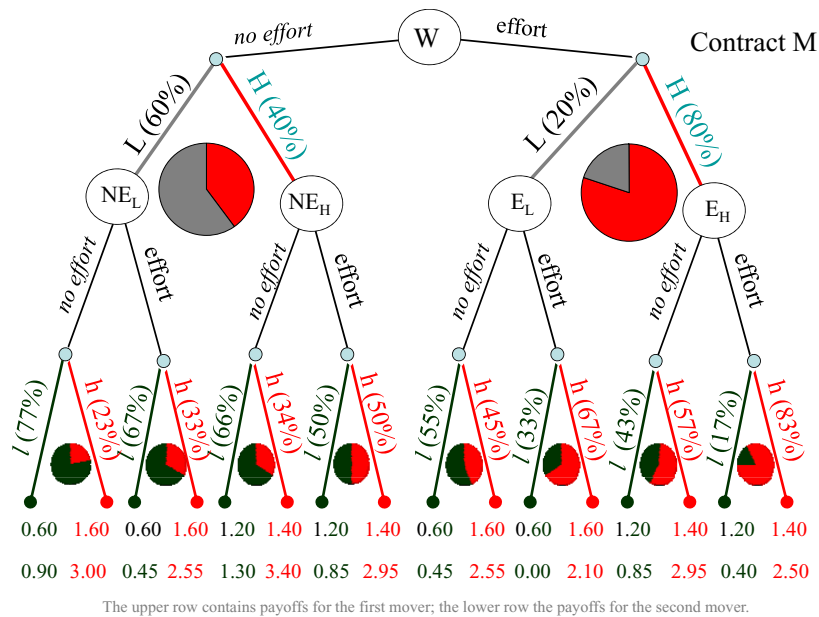 no effort W effort
Contract M
L (60%) H (40%) L (20%) H (80%)
NE_L NE_H E_L E_H
no effort effort no effort effort no effort effort no effort effort
l (77%) h (23%) l (67%) h (33%) l (66%) h (34%) l (50%) h (50%) l (55%) h (45%) l (33%) h (67%) l (43%) h (57%) l (17%) h (83%)
0.60 1.60 0.60 1.60 1.20 1.40 1.20 1.40 0.60 1.60 0.60 1.60 1.20 1.40 1.20 1.40
0.90 3.00 0.45 2.55 1.30 3.40 0.85 2.95 0.45 2.55 0.00 2.10 0.85 2.95 0.40 2.50
The upper row contains payoffs for the first mover; the lower row the payoffs for the second mover.